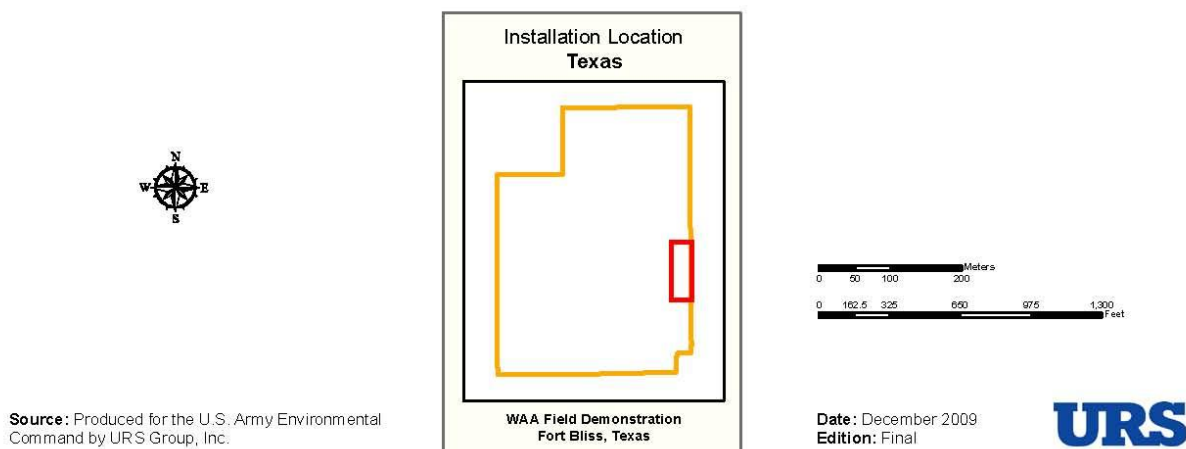 Installation Location
Texas
N
W E
S
Meters
0 50 100 200
0 162.5 325 650 975 1,300
Feet
WAA Field Demonstration
Fort Bliss, Texas
Source: Produced for the U.S. Army Environmental
Command by URS Group, Inc.
Date: December 2009
Edition: Final
URS